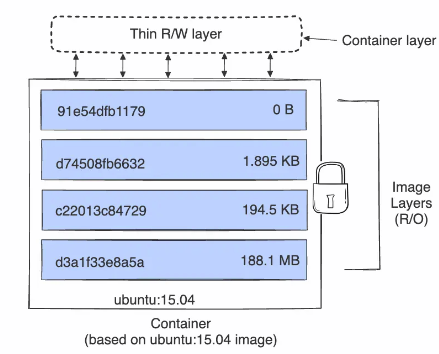 Thin R/W layer
Container layer
91e54dfb1179 0 B
d74508fb6632 1.895 KB
c22013c84729 194.5 KB
d3a1f33e8a5a 188.1 MB
Image
Layers
(R/O)
ubuntu:15.04
Container
(based on ubuntu:15.04 image)